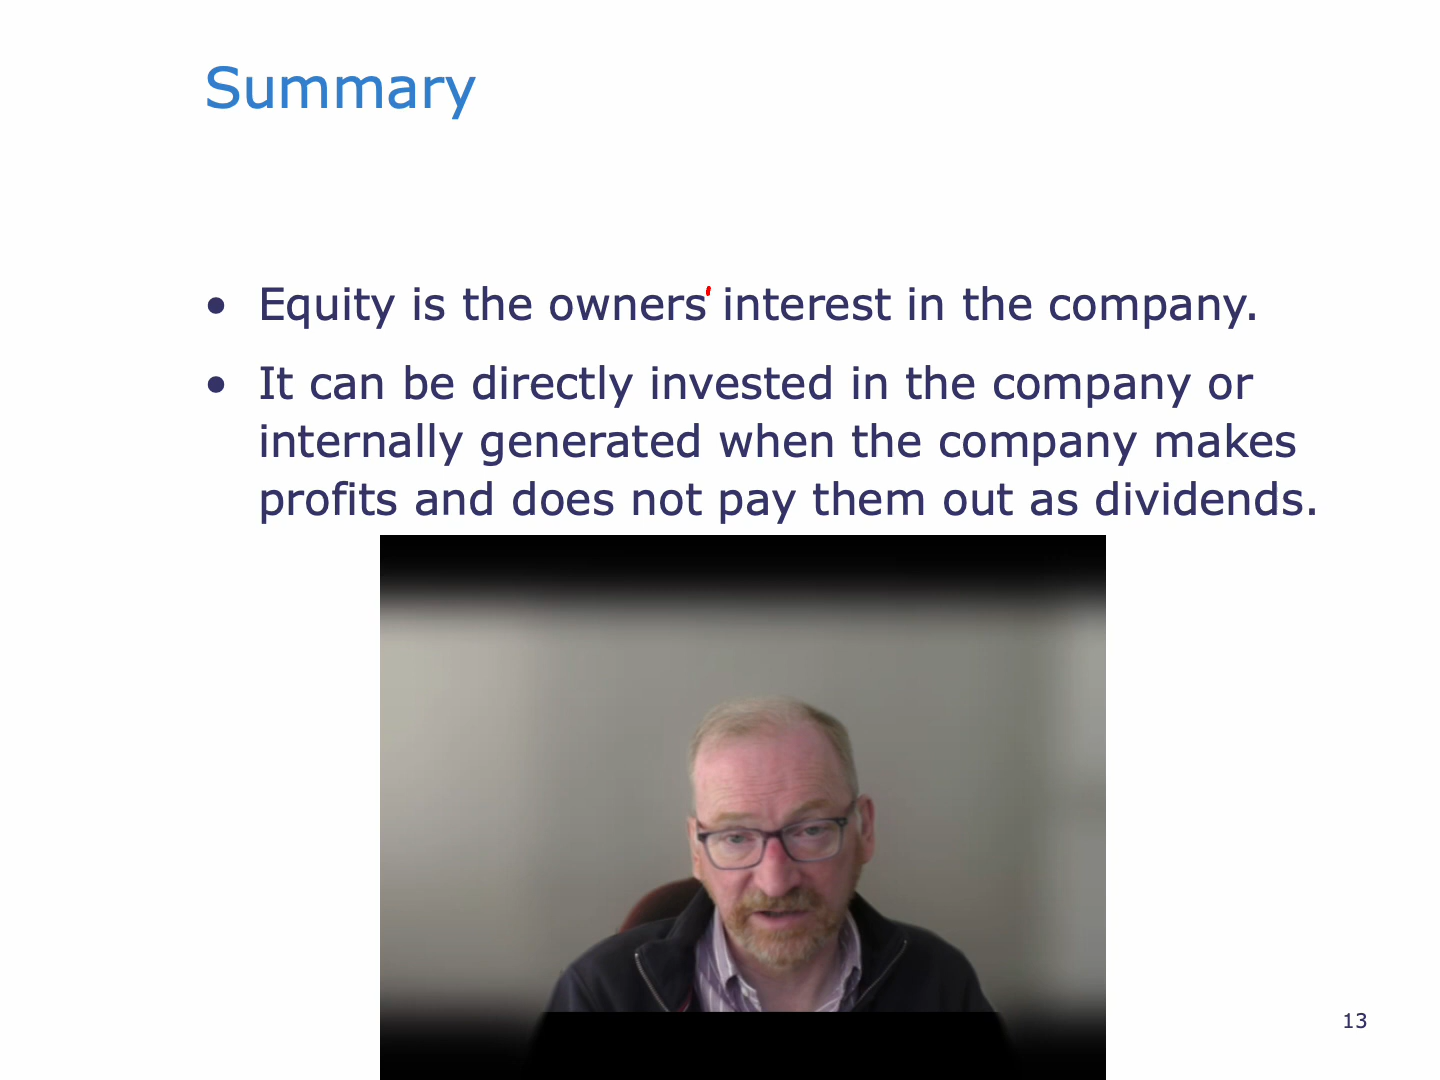 Summary
• Equity is the owners' interest in the company.
• It can be directly invested in the company or
internally generated when the company makes
profits and does not pay them out as dividends.
13